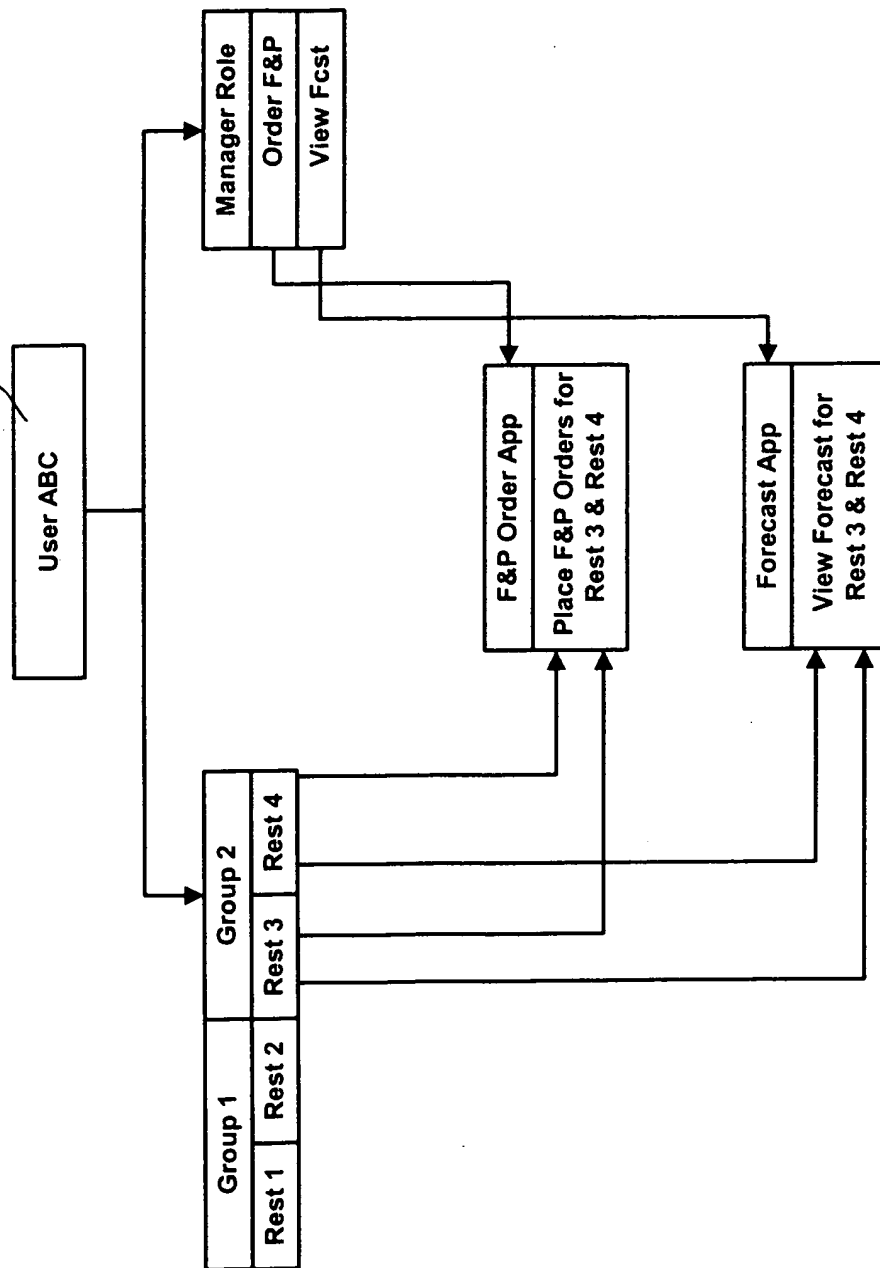 User ABC
Group 1
Group 2
Rest 1
Rest 2
Rest 3
Rest 4
Manager Role
Order F&P
View Fcst
F&P Order App
Place F&P Orders for
Rest 3 & Rest 4
Forecast App
View Forecast for
Rest 3 & Rest 4